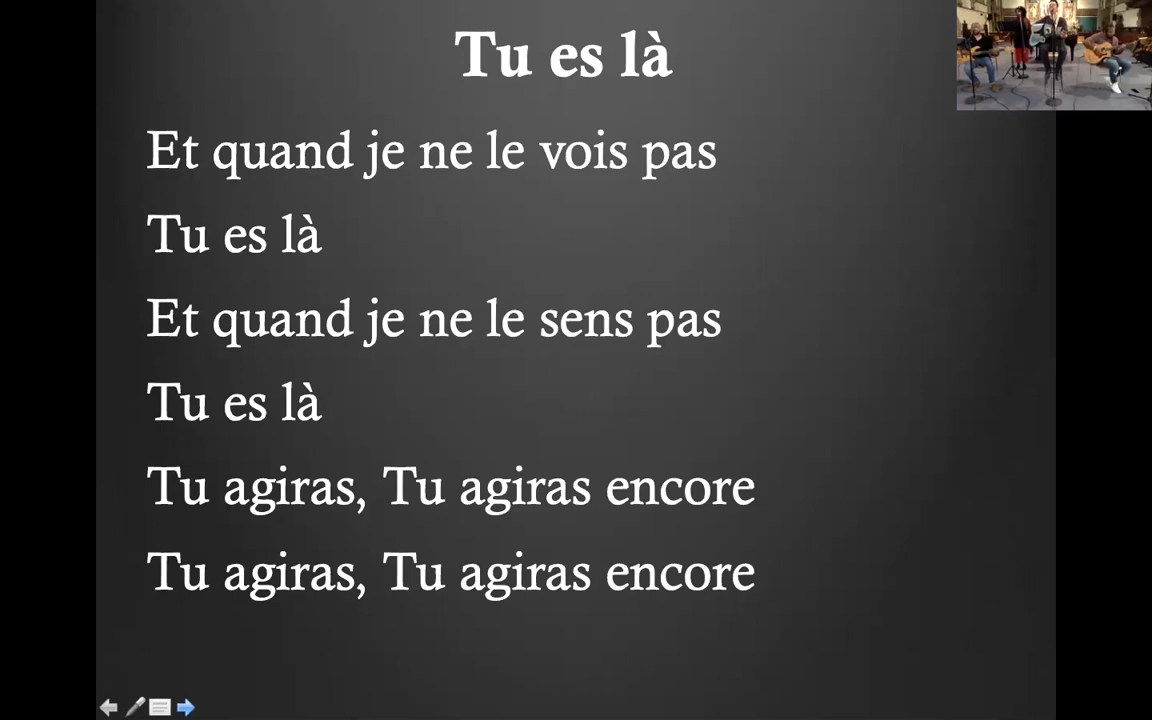 Tu es là
Et quand je ne le vois pas
Tu es là
Et quand je ne le sens pas
Tu es là
Tu agiras, Tu agiras encore
Tu agiras, Tu agiras encore